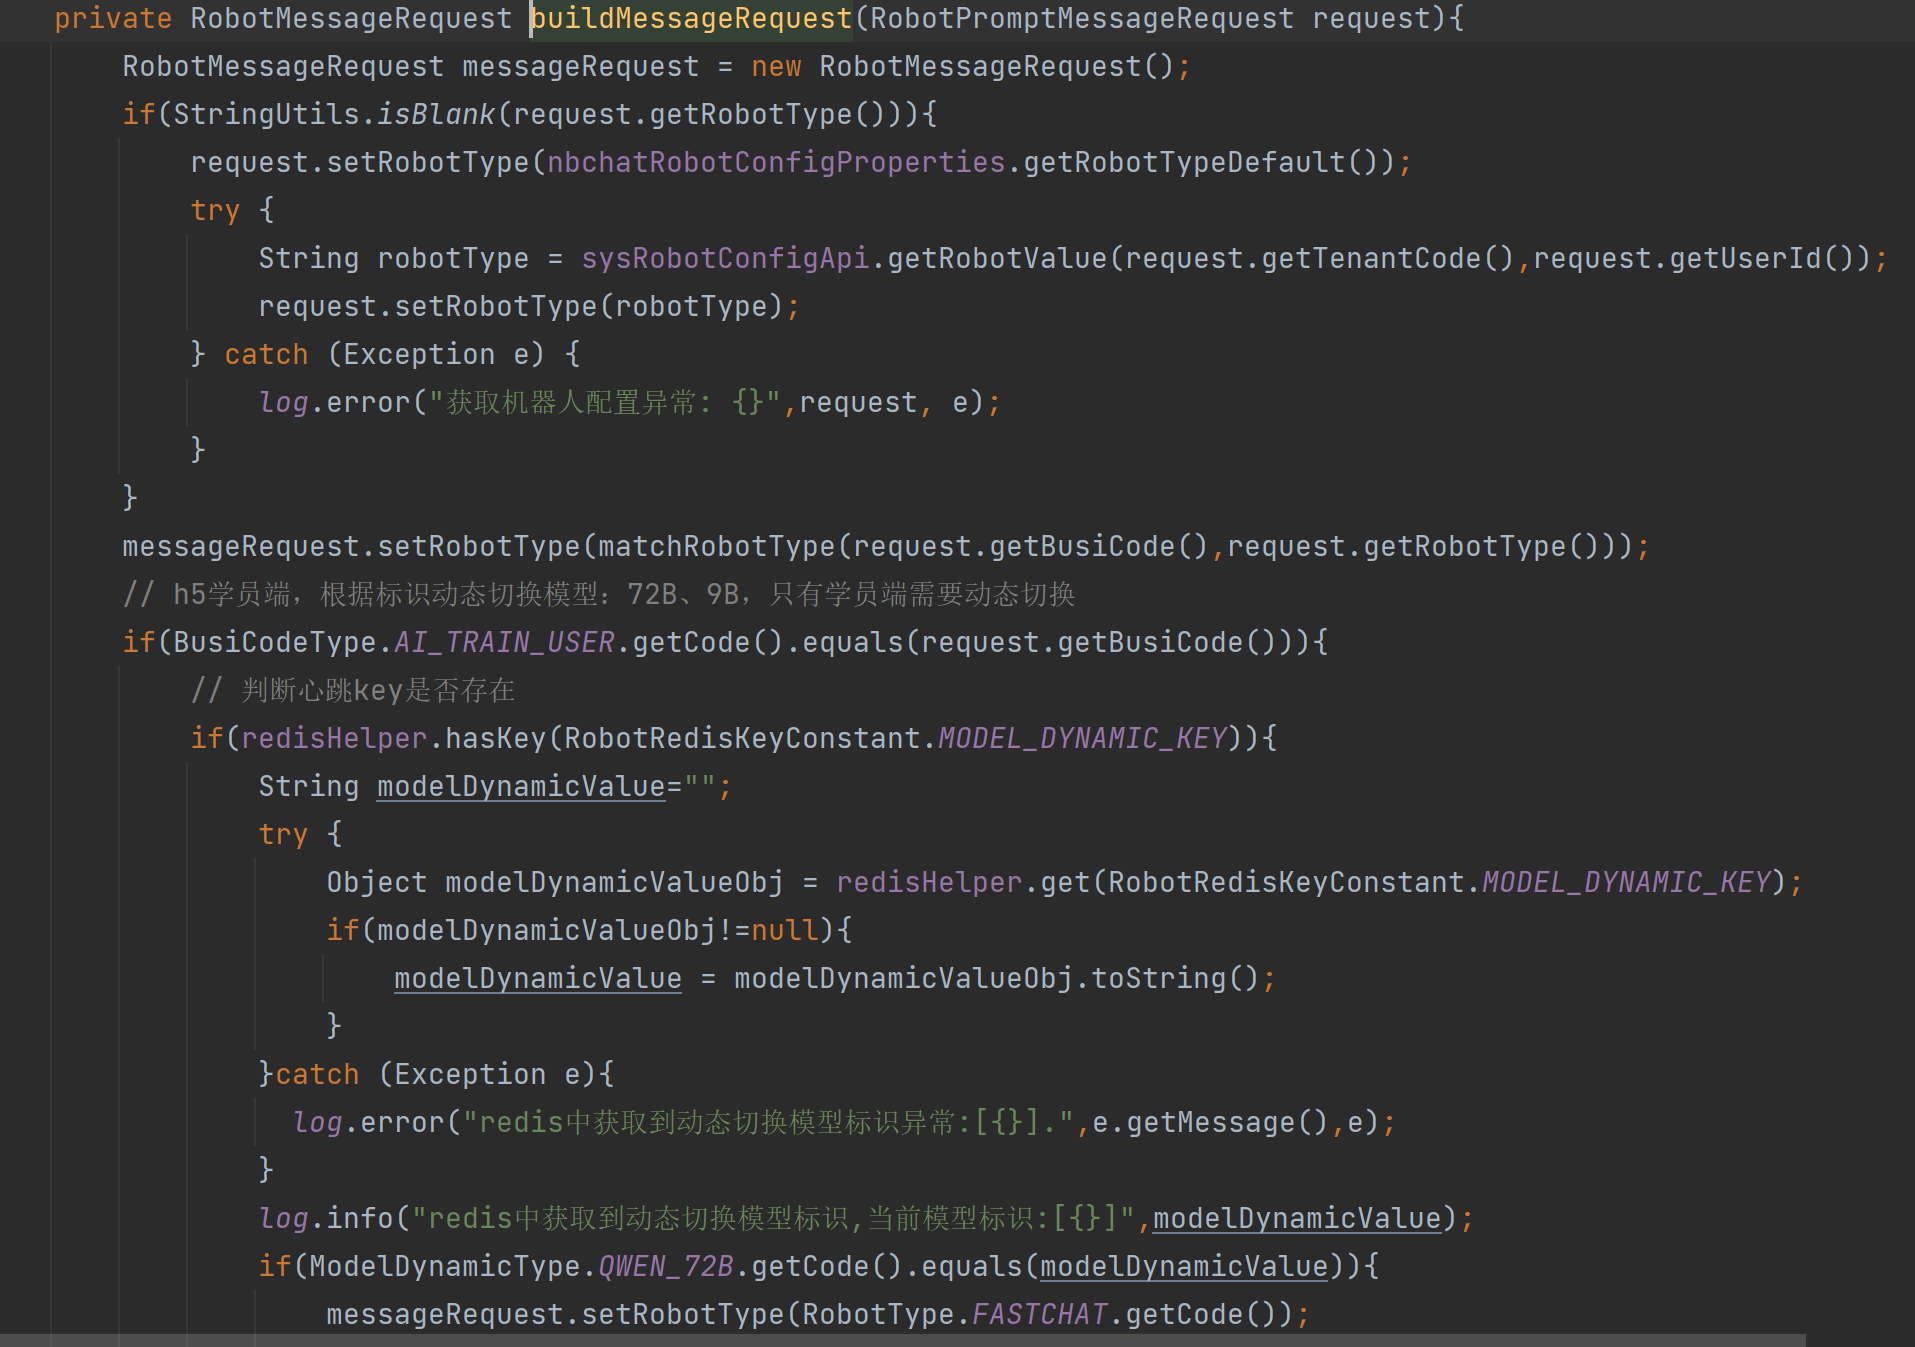 private RobotMessageRequest buildMessageRequest(RobotPromptMessageRequest request){
RobotMessageRequest messageRequest = new RobotMessageRequest();
if(StringUtils.isBlank(request.getRobotType())){
request.setRobotType(nbchatRobotConfigProperties.getRobotTypeDefault());
try {
String robotType = sysRobotConfigApi.getRobotValue(request.getTenantCode(),request.getUserId());
request.setRobotType(robotType);
} catch (Exception e) {
log.error("获取机器人配置异常: {}",request, e);
}
}
messageRequest.setRobotType(matchRobotType(request.getBusiCode(),request.getRobotType()));
// h5学员端，根据标识动态切换模型：72B、9B，只有学员端需要动态切换
if(BusiCodeType.AI_TRAIN_USER.getCode().equals(request.getBusiCode())){
// 判断心跳key是否存在
if(redisHelper.hasKey(RobotRedisKeyConstant.MODEL_DYNAMIC_KEY)){
String modelDynamicValue="";
try {
Object modelDynamicValueObj = redisHelper.get(RobotRedisKeyConstant.MODEL_DYNAMIC_KEY);
if(modelDynamicValueObj!=null){
modelDynamicValue = modelDynamicValueObj.toString();
}
}catch (Exception e){
log.error("redis中获取到动态切换模型标识异常:[{}].",e.getMessage(),e);
}
log.info("redis中获取到动态切换模型标识,当前模型标识:[{}]",modelDynamicValue);
if(ModelDynamicType.QWEN_72B.getCode().equals(modelDynamicValue)){
messageRequest.setRobotType(RobotType.FASTCHAT.getCode());